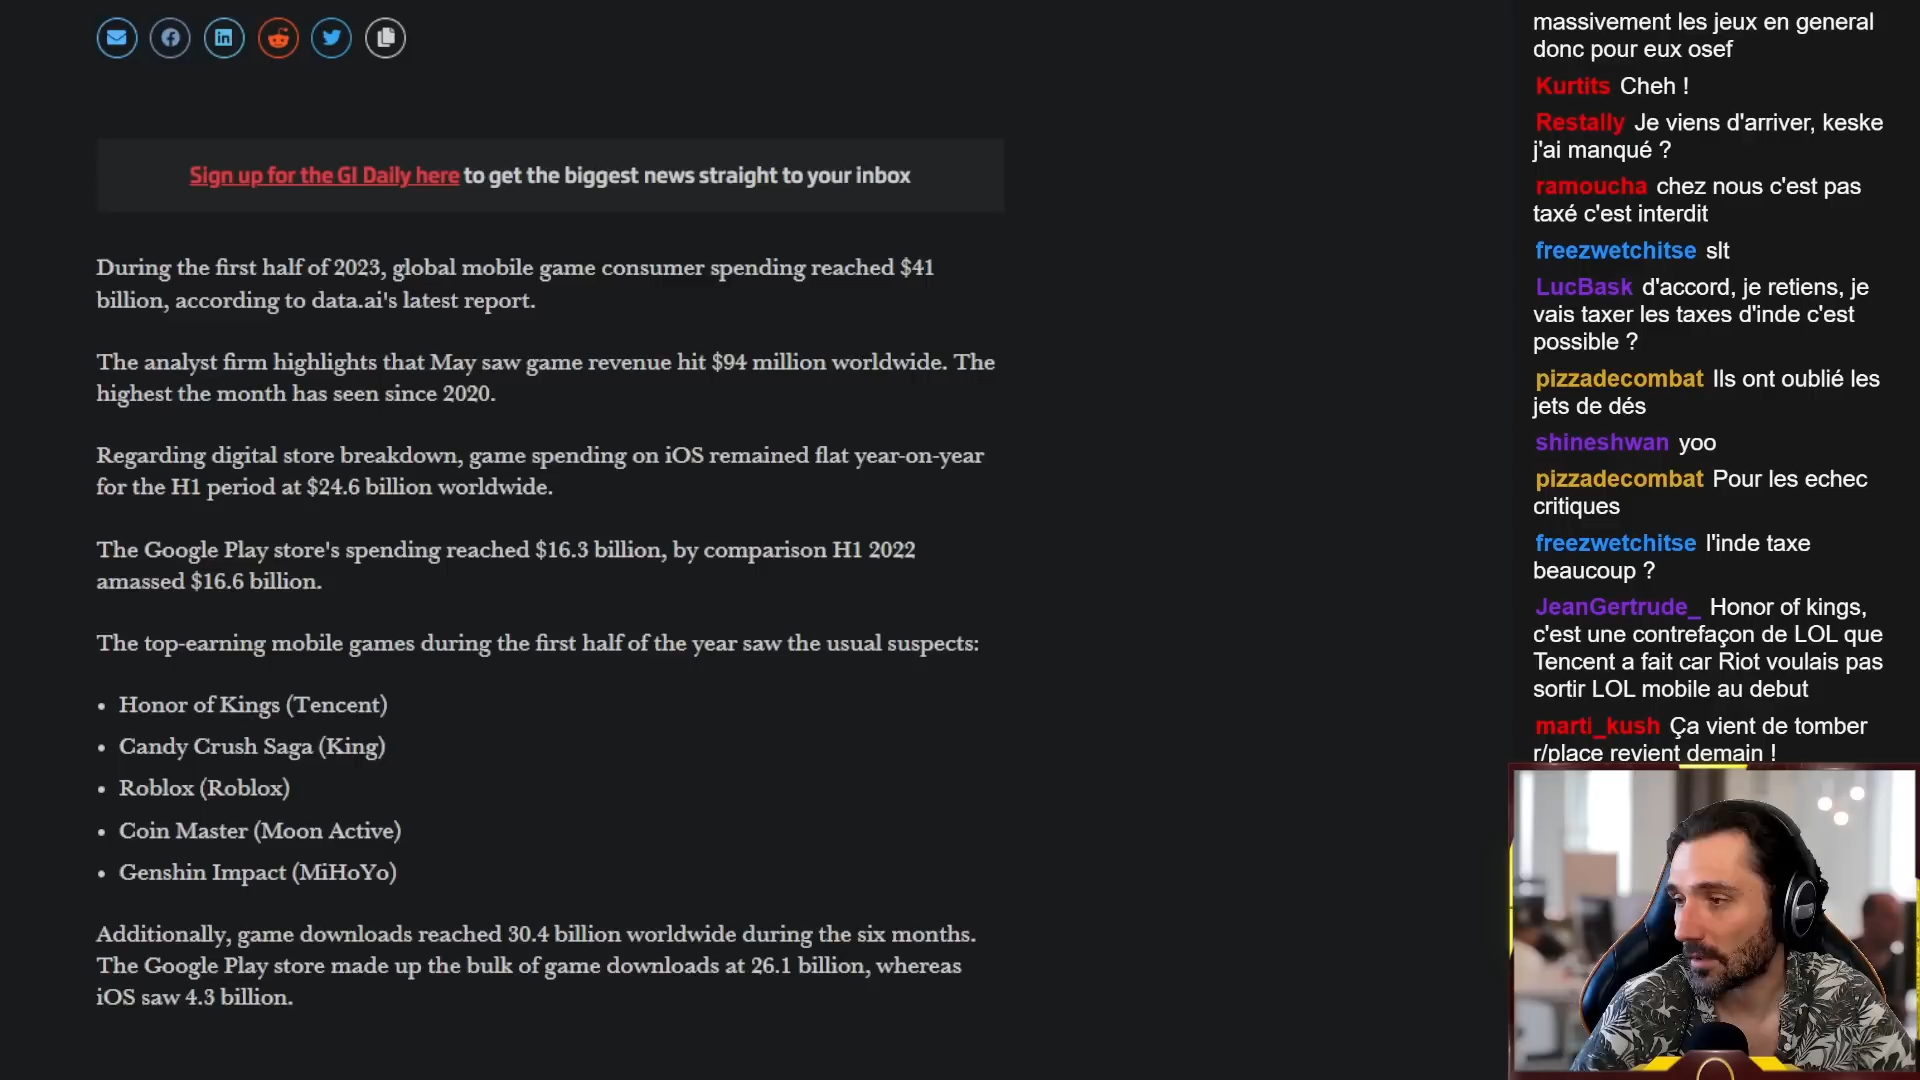 Sign up for the GI Daily here to get the biggest news straight to your inbox
During the first half of 2023, global mobile game consumer spending reached $41
billion, according to data.ai's latest report.
The analyst firm highlights that May saw game revenue hit $94 million worldwide. The
highest the month has seen since 2020.
Regarding digital store breakdown, game spending on iOS remained flat year-on-year
for the H1 period at $24.6 billion worldwide.
The Google Play store's spending reached $16.3 billion, by comparison H1 2022
amassed $16.6 billion.
The top-earning mobile games during the first half of the year saw the usual suspects:
• Honor of Kings (Tencent)
• Candy Crush Saga (King)
• Roblox (Roblox)
• Coin Master (Moon Active)
• Genshin Impact (MiHoYo)
Additionally, game downloads reached 30.4 billion worldwide during the six months.
The Google Play store made up the bulk of game downloads at 26.1 billion, whereas
iOS saw 4.3 billion.
massivement les jeux en general
donc pour eux osef
Kurtits Cheh !
Restally Je viens d'arriver, keske
j'ai manqué ?
ramoucha chez nous c'est pas
taxé c'est interdit
freezwetchitse slt
LucBask d'accord, je retiens, je
vais taxer les taxes d'inde c'est
possible ?
pizzadecombat Ils ont oublié les
jets de dés
shineshwan yoo
pizzadecombat Pour les echec
critiques
freezwetchitse l'inde taxe
beaucoup ?
JeanGertrude_ Honor of kings,
c'est une contrefaçon de LOL que
Tencent a fait car Riot voulais pas
sortir LOL mobile au debut
marti_kush Ça vient de tomber
r/place revient demain !